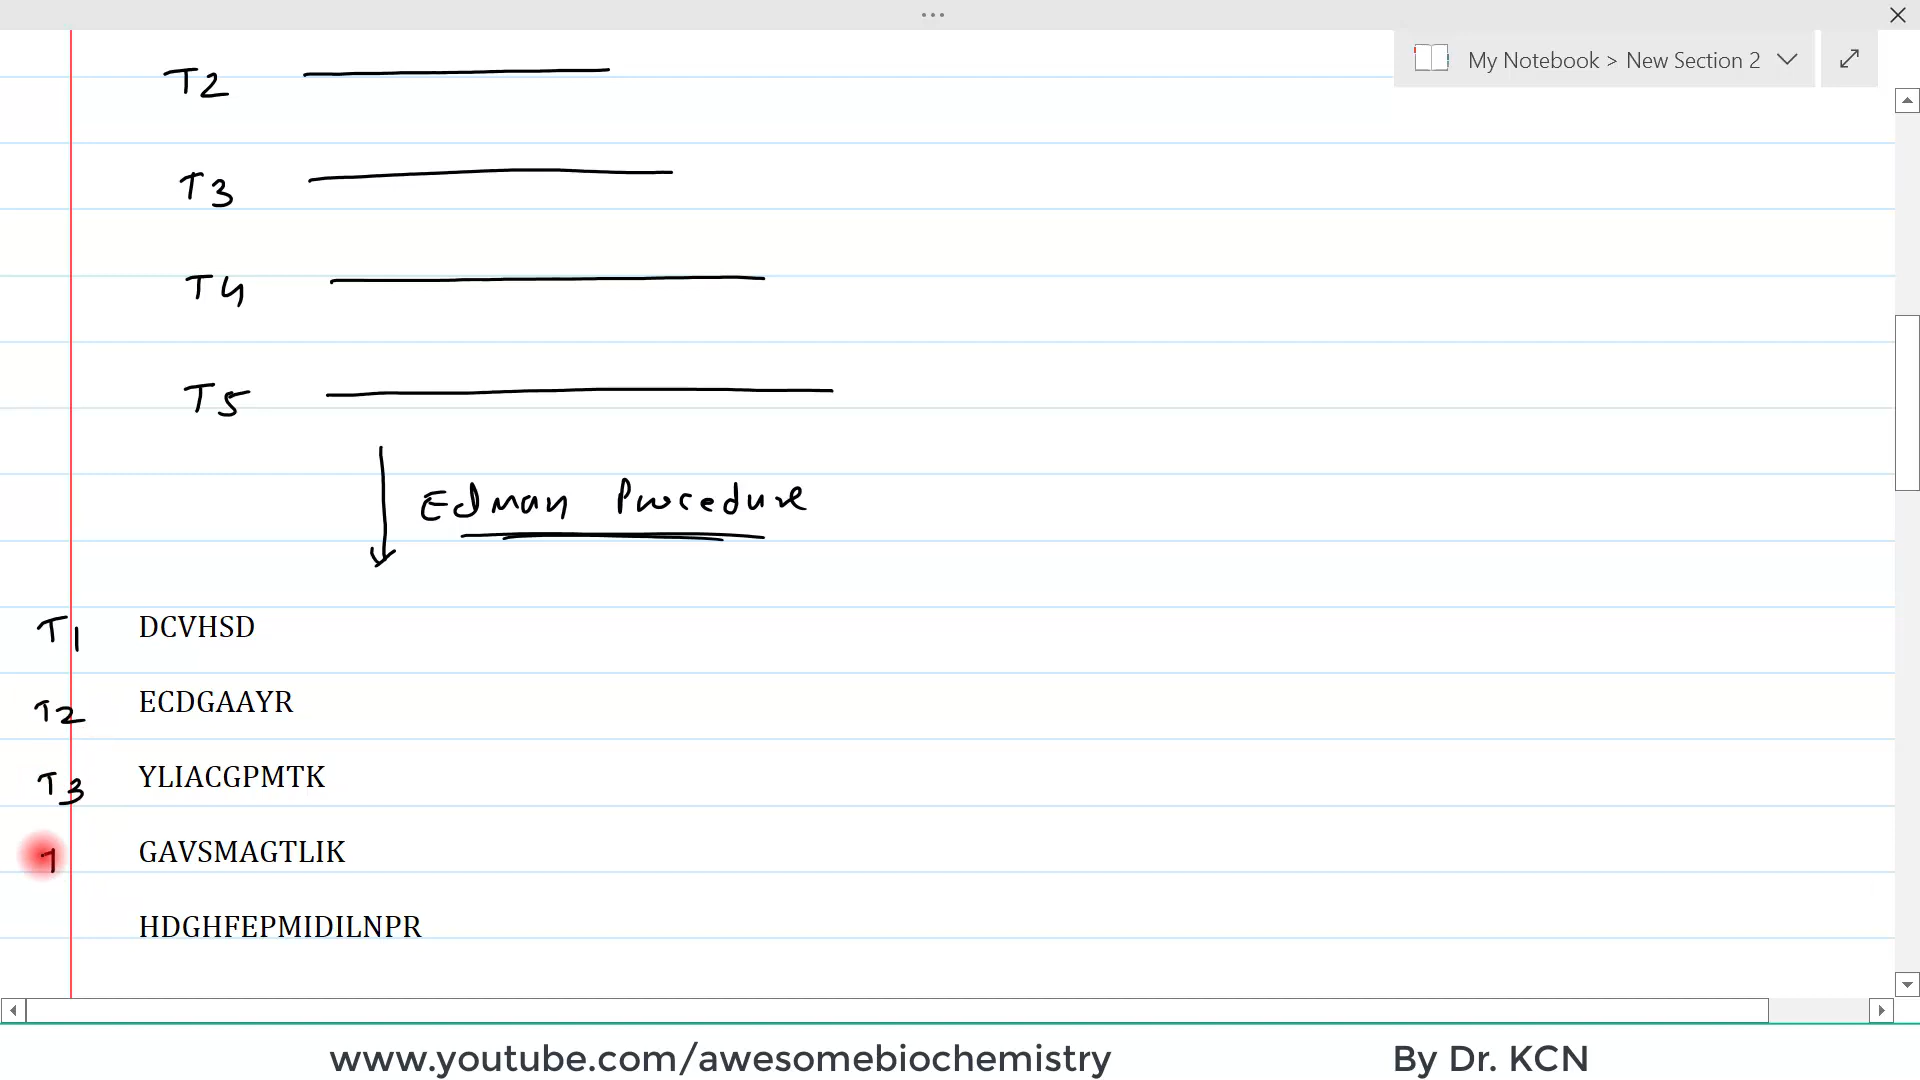 My Notebook > New Section 2
T2
T3
T4
T5
Edman Procedure
T1 DCVHSD
T2 ECDGAAYR
T3 YLIACGPMTK
GAVSMAGTLIK
HDGHFEPMIDILNPR
www.youtube.com/awesomebiochemistry By Dr. KCN